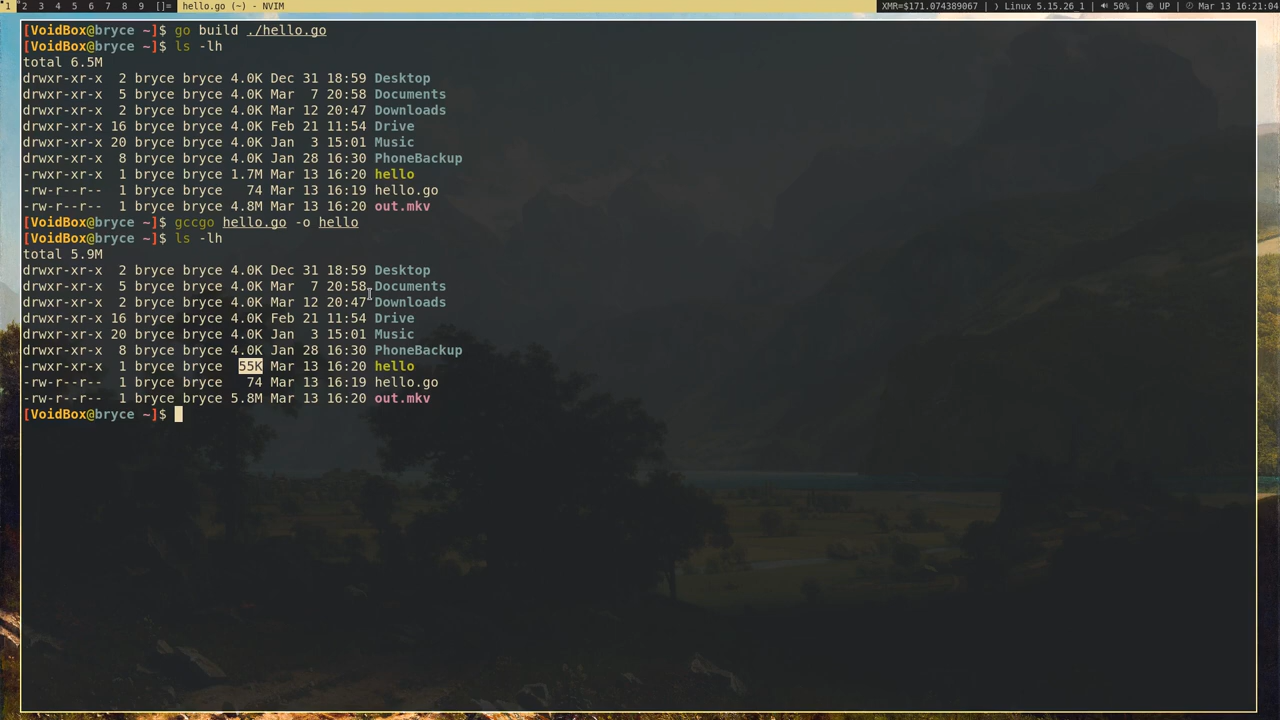 1 2 3 4 5 6 7 8 9 []= hello.go (~) - NVIM XMR=$171.074389067 | ⟩ Linux 5.15.26_1 | 50% | UP | Mar 13 16:21:04
[VoidBox@bryce ~]$ go build ./hello.go
[VoidBox@bryce ~]$ ls -lh
total 6.5M
drwxr-xr-x  2 bryce bryce 4.0K Dec 31 18:59 Desktop
drwxr-xr-x  5 bryce bryce 4.0K Mar  7 20:58 Documents
drwxr-xr-x  2 bryce bryce 4.0K Mar 12 20:47 Downloads
drwxr-xr-x 16 bryce bryce 4.0K Feb 21 11:54 Drive
drwxr-xr-x 20 bryce bryce 4.0K Jan  3 15:01 Music
drwxr-xr-x  8 bryce bryce 4.0K Jan 28 16:30 PhoneBackup
-rwxr-xr-x  1 bryce bryce 1.7M Mar 13 16:20 hello
-rw-r--r--  1 bryce bryce   74 Mar 13 16:19 hello.go
-rw-r--r--  1 bryce bryce 4.8M Mar 13 16:20 out.mkv
[VoidBox@bryce ~]$ gccgo hello.go -o hello
[VoidBox@bryce ~]$ ls -lh
total 5.9M
drwxr-xr-x  2 bryce bryce 4.0K Dec 31 18:59 Desktop
drwxr-xr-x  5 bryce bryce 4.0K Mar  7 20:58 Documents
drwxr-xr-x  2 bryce bryce 4.0K Mar 12 20:47 Downloads
drwxr-xr-x 16 bryce bryce 4.0K Feb 21 11:54 Drive
drwxr-xr-x 20 bryce bryce 4.0K Jan  3 15:01 Music
drwxr-xr-x  8 bryce bryce 4.0K Jan 28 16:30 PhoneBackup
-rwxr-xr-x  1 bryce bryce  55K Mar 13 16:20 hello
-rw-r--r--  1 bryce bryce   74 Mar 13 16:19 hello.go
-rw-r--r--  1 bryce bryce 5.8M Mar 13 16:20 out.mkv
[VoidBox@bryce ~]$